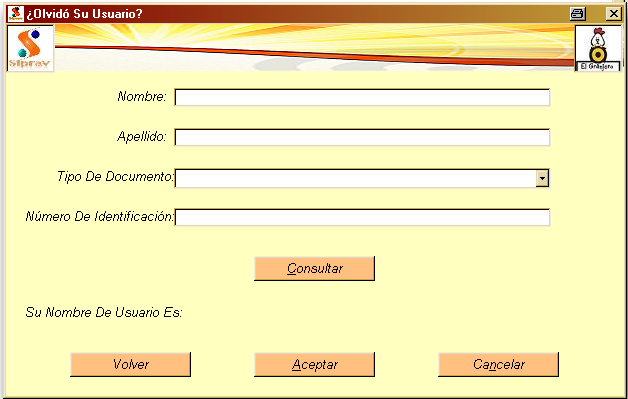 ¿Olvidó Su Usuario?
Siprav
El Granjero
Nombre:
Apellido:
Tipo De Documento:
Número De Identificación:
Consultar
Su Nombre De Usuario Es:
Volver
Aceptar
Cancelar